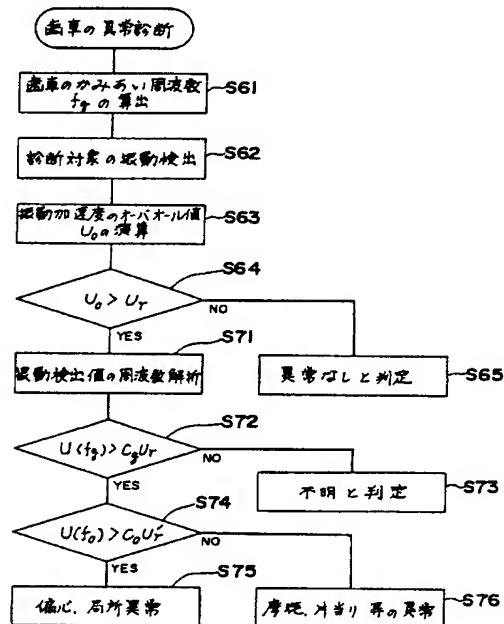 歯車の異常診断
歯車のかみあい周波数
fg の算出
S61
診断対象の振動検出
S62
振動加速度のオーバオール値
U0の演算
S63
S64
U0 > Ur
NO
YES
S71
振動検出値の周波数解析
異常なしと判定
S65
S72
U(fg) > CgUr
NO
YES
不明と判定
S73
S74
U(f0) > C0Ur'
NO
YES
S75
偏心、局所異常
摩耗、片当り等の異常
S76